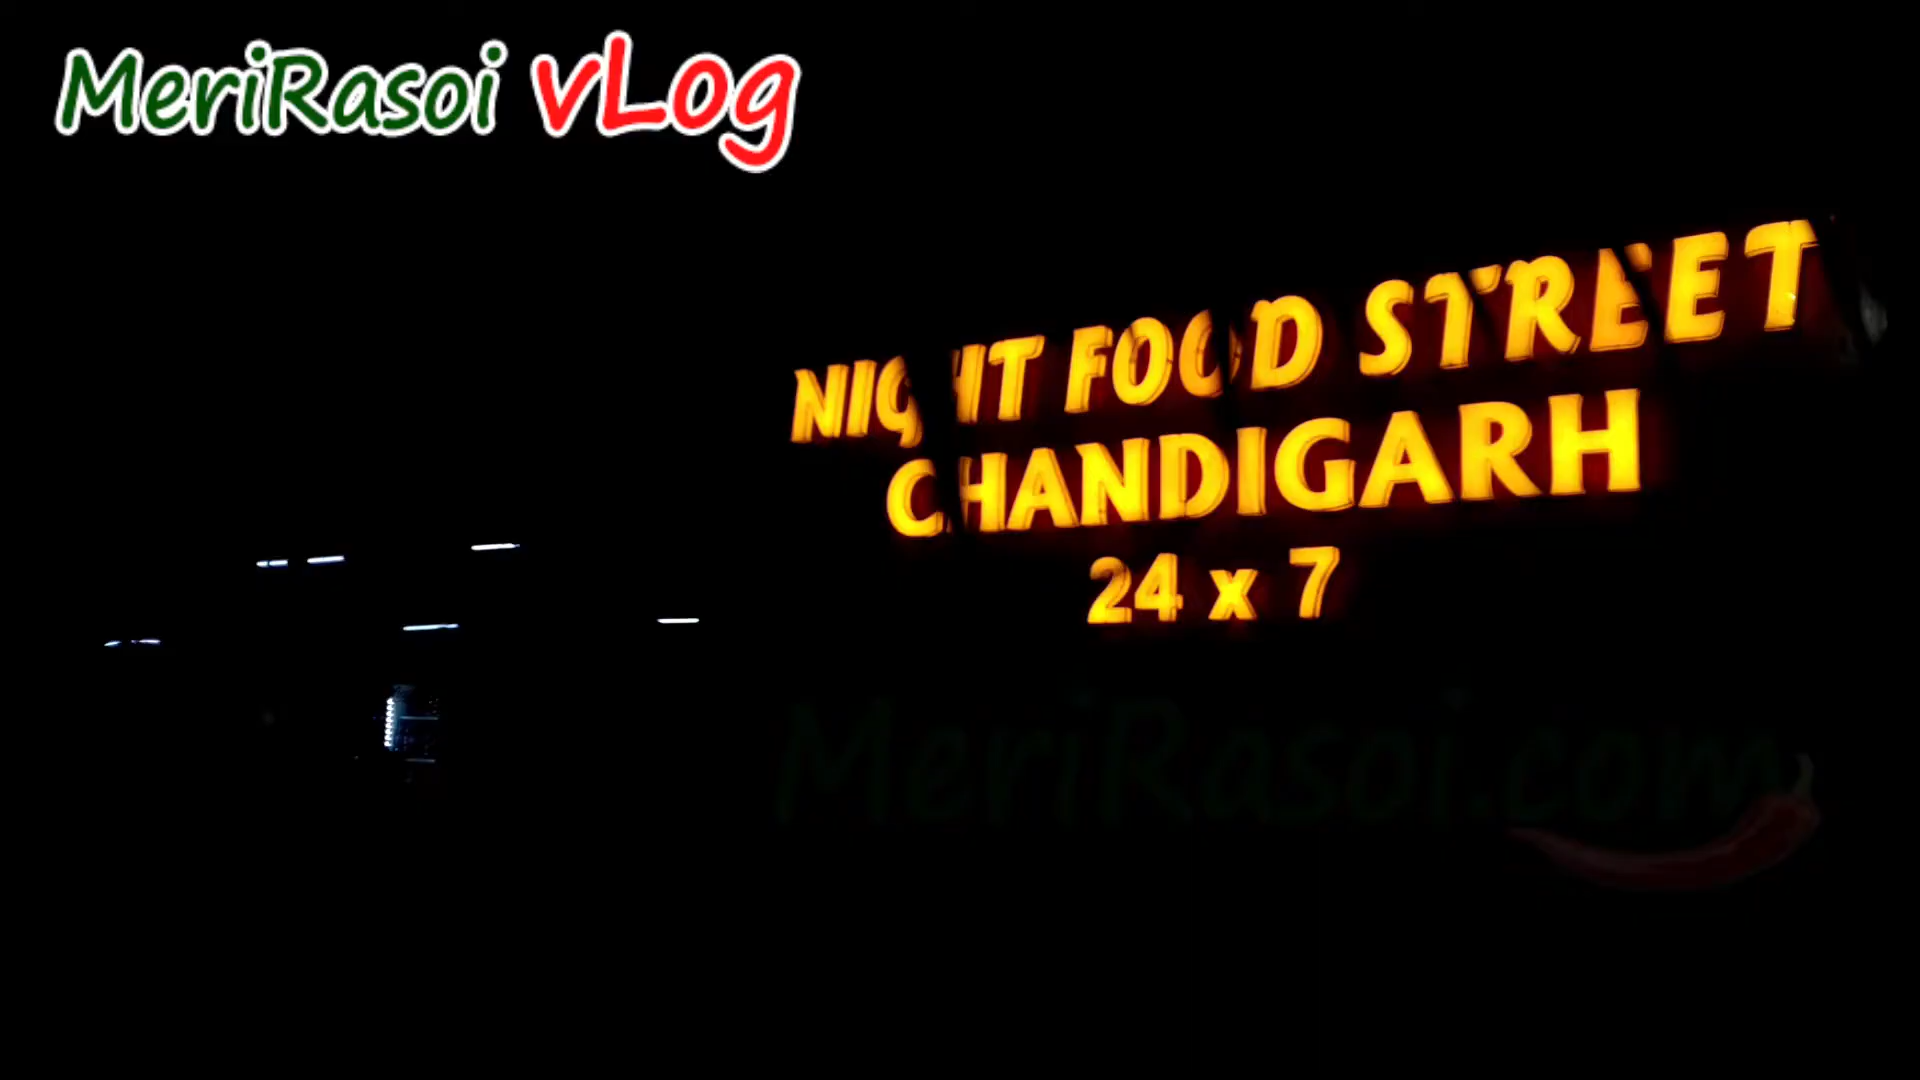 MeriRasoi vLog
NIGHT FOOD STREET
CHANDIGARH
24 x 7
MeriRasoi.com